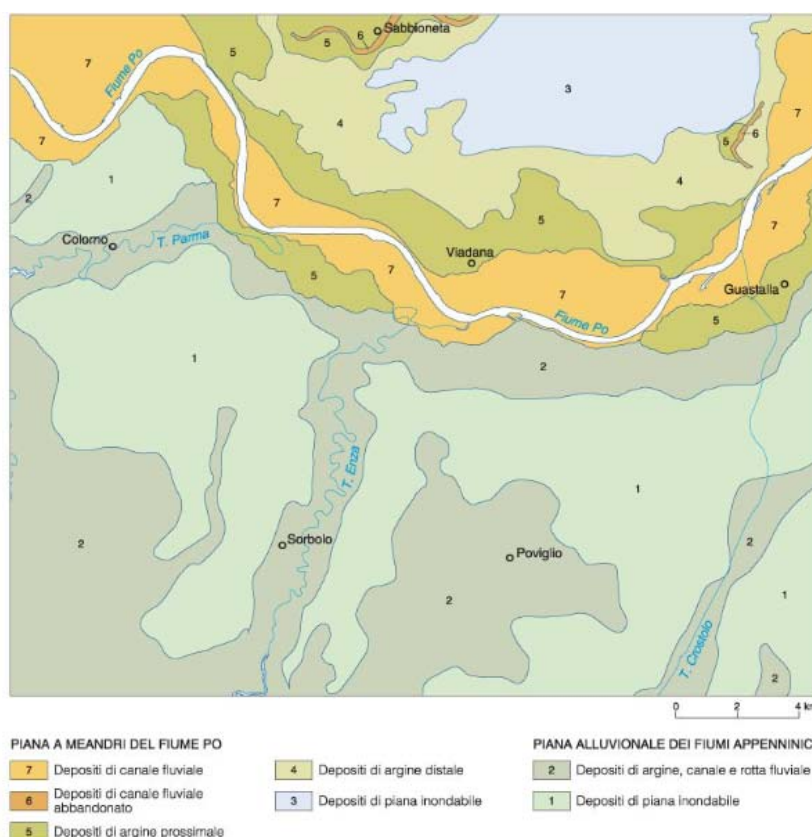 5
6
Sabbioneta
5
7
Fiume Po
3
7
7
4
5
6
1
4
2
7
Colorno
T. Parma
5
Viadana
7
5
7
Guastalla
7
Fiume Po
5
1
2
T. Enza
1
2
Sorbolo
Poviglio
2
2
1
T. Crostolo
2
0 2 4 k
PIANA A MEANDRI DEL FIUME PO
7 Depositi di canale fluviale
6 Depositi di canale fluviale
abbandonato
5 Depositi di argine prossimale
4 Depositi di argine distale
3 Depositi di piana inondabile
PIANA ALLUVIONALE DEI FIUMI APPENNINIC
2 Depositi di argine, canale e rotta fluviale
1 Depositi di piana inondabile